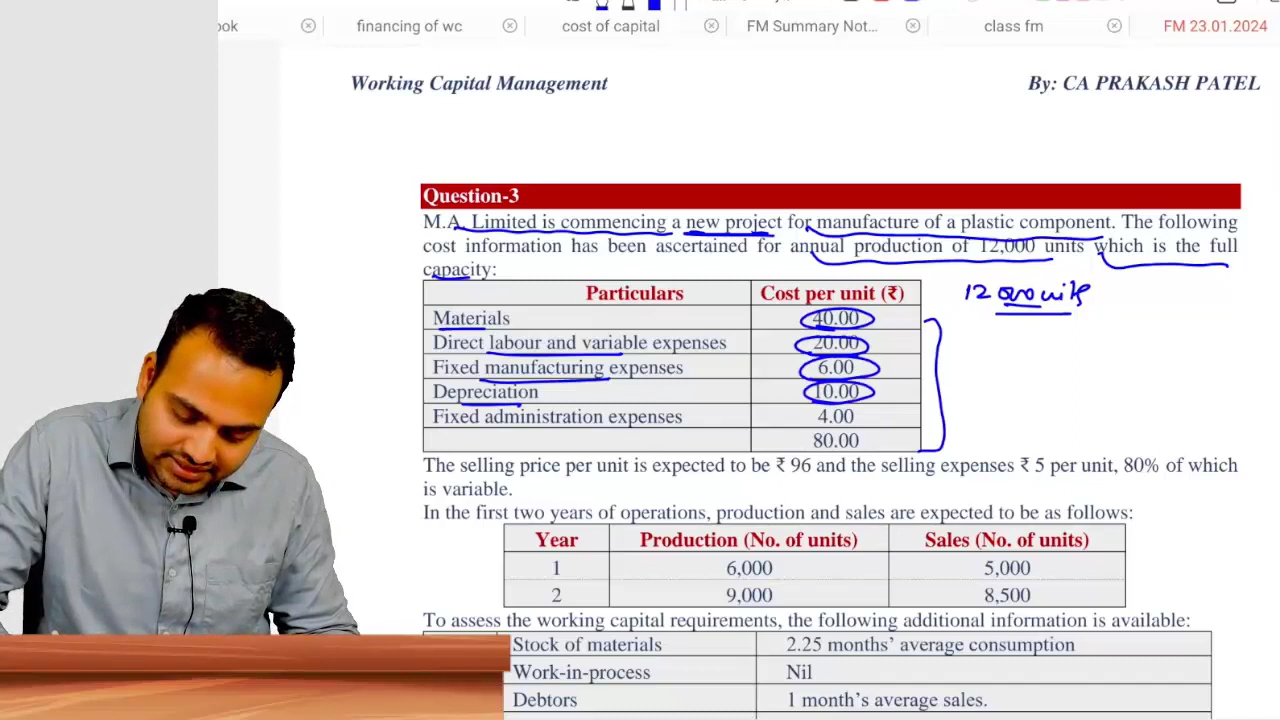 ook
financing of wc
cost of capital
FM Summary Not...
class fm
FM 23.01.2024
Working Capital Management
By: CA PRAKASH PATEL
Question-3
M.A. Limited is commencing a new project for manufacture of a plastic component. The following
cost information has been ascertained for annual production of 12,000 units which is the full
capacity:
Particulars Cost per unit (₹)
12 000 units
Materials 40.00
Direct labour and variable expenses 20.00
Fixed manufacturing expenses 6.00
Depreciation 10.00
Fixed administration expenses 4.00
80.00
The selling price per unit is expected to be ₹ 96 and the selling expenses ₹ 5 per unit, 80% of which
is variable.
In the first two years of operations, production and sales are expected to be as follows:
Year Production (No. of units) Sales (No. of units)
1 6,000 5,000
2 9,000 8,500
To assess the working capital requirements, the following additional information is available:
Stock of materials 2.25 months’ average consumption
Work-in-process Nil
Debtors 1 month’s average sales.